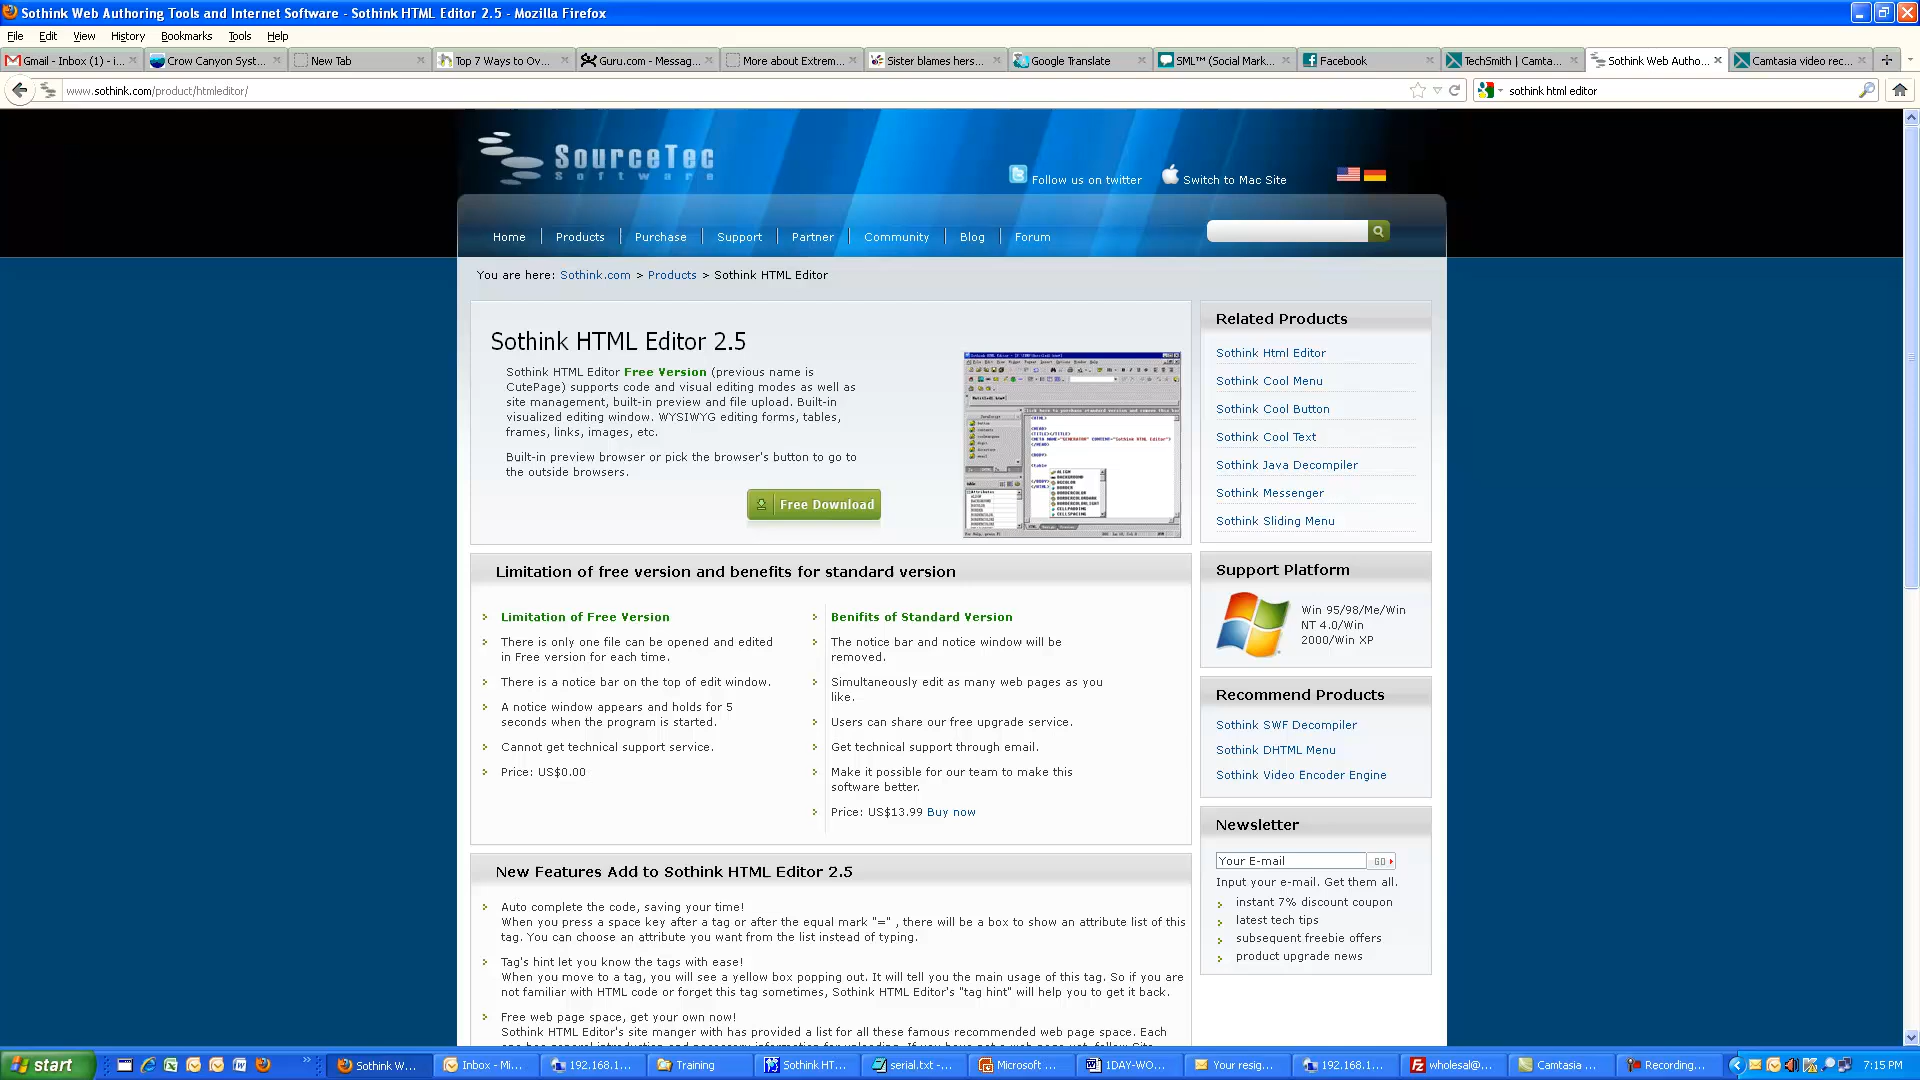 Sothink Web Authoring Tools and Internet Software - Sothink HTML Editor 2.5 - Mozilla Firefox
File Edit View History Bookmarks Tools Help
Gmail - Inbox (1) - i... Crow Canyon Syst... New Tab Top 7 Ways to Ov... Guru.com - Messag... More about Extrem... Sister blames hers... Google Translate SML™ (Social Mark... Facebook TechSmith | Camta... Sothink Web Autho... Camtasia video rec...
www.sothink.com/product/htmleditor/ sothink html editor
SourceTec
Software
Follow us on twitter Switch to Mac Site
Home Products Purchase Support Partner Community Blog Forum
You are here: Sothink.com > Products > Sothink HTML Editor
Sothink HTML Editor 2.5
Sothink HTML Editor Free Version (previous name is
CutePage) supports code and visual editing modes as well as
site management, built-in preview and file upload. Built-in
visualized editing window. WYSIWYG editing forms, tables,
frames, links, images, etc.
Built-in preview browser or pick the browser's button to go to
the outside browsers.
Free Download
Limitation of free version and benefits for standard version
Limitation of Free Version
There is only one file can be opened and edited
in Free version for each time.
There is a notice bar on the top of edit window.
A notice window appears and holds for 5
seconds when the program is started.
Cannot get technical support service.
Price: US$0.00
Benifits of Standard Version
The notice bar and notice window will be
removed.
Simultaneously edit as many web pages as you
like.
Users can share our free upgrade service.
Get technical support through email.
Make it possible for our team to make this
software better.
Price: US$13.99 Buy now
New Features Add to Sothink HTML Editor 2.5
Auto complete the code, saving your time!
When you press a space key after a tag or after the equal mark "=" , there will be a box to show an attribute list of this
tag. You can choose an attribute you want from the list instead of typing.
Tag's hint let you know the tags with ease!
When you move to a tag, you will see a yellow box popping out. It will tell you the main usage of this tag. So if you are
not familiar with HTML code or forget this tag sometimes, Sothink HTML Editor's "tag hint" will help you to get it back.
Free web page space, get your own now!
Sothink HTML Editor's site manger with has provided a list for all these famous recommended web page space. Each
Related Products
Sothink Html Editor
Sothink Cool Menu
Sothink Cool Button
Sothink Cool Text
Sothink Java Decompiler
Sothink Messenger
Sothink Sliding Menu
Support Platform
Win 95/98/Me/Win
NT 4.0/Win
2000/Win XP
Recommend Products
Sothink SWF Decompiler
Sothink DHTML Menu
Sothink Video Encoder Engine
Newsletter
Your E-mail GO
Input your e-mail. Get them all.
instant 7% discount coupon
latest tech tips
subsequent freebie offers
product upgrade news
start Sothink W... Inbox - Mi... 192.168.1... Training Sothink HT... serial.txt -... Microsoft ... 1DAY-WO... Your resig... 192.168.1... wholesal@... Camtasia ... Recording... 7:15 PM